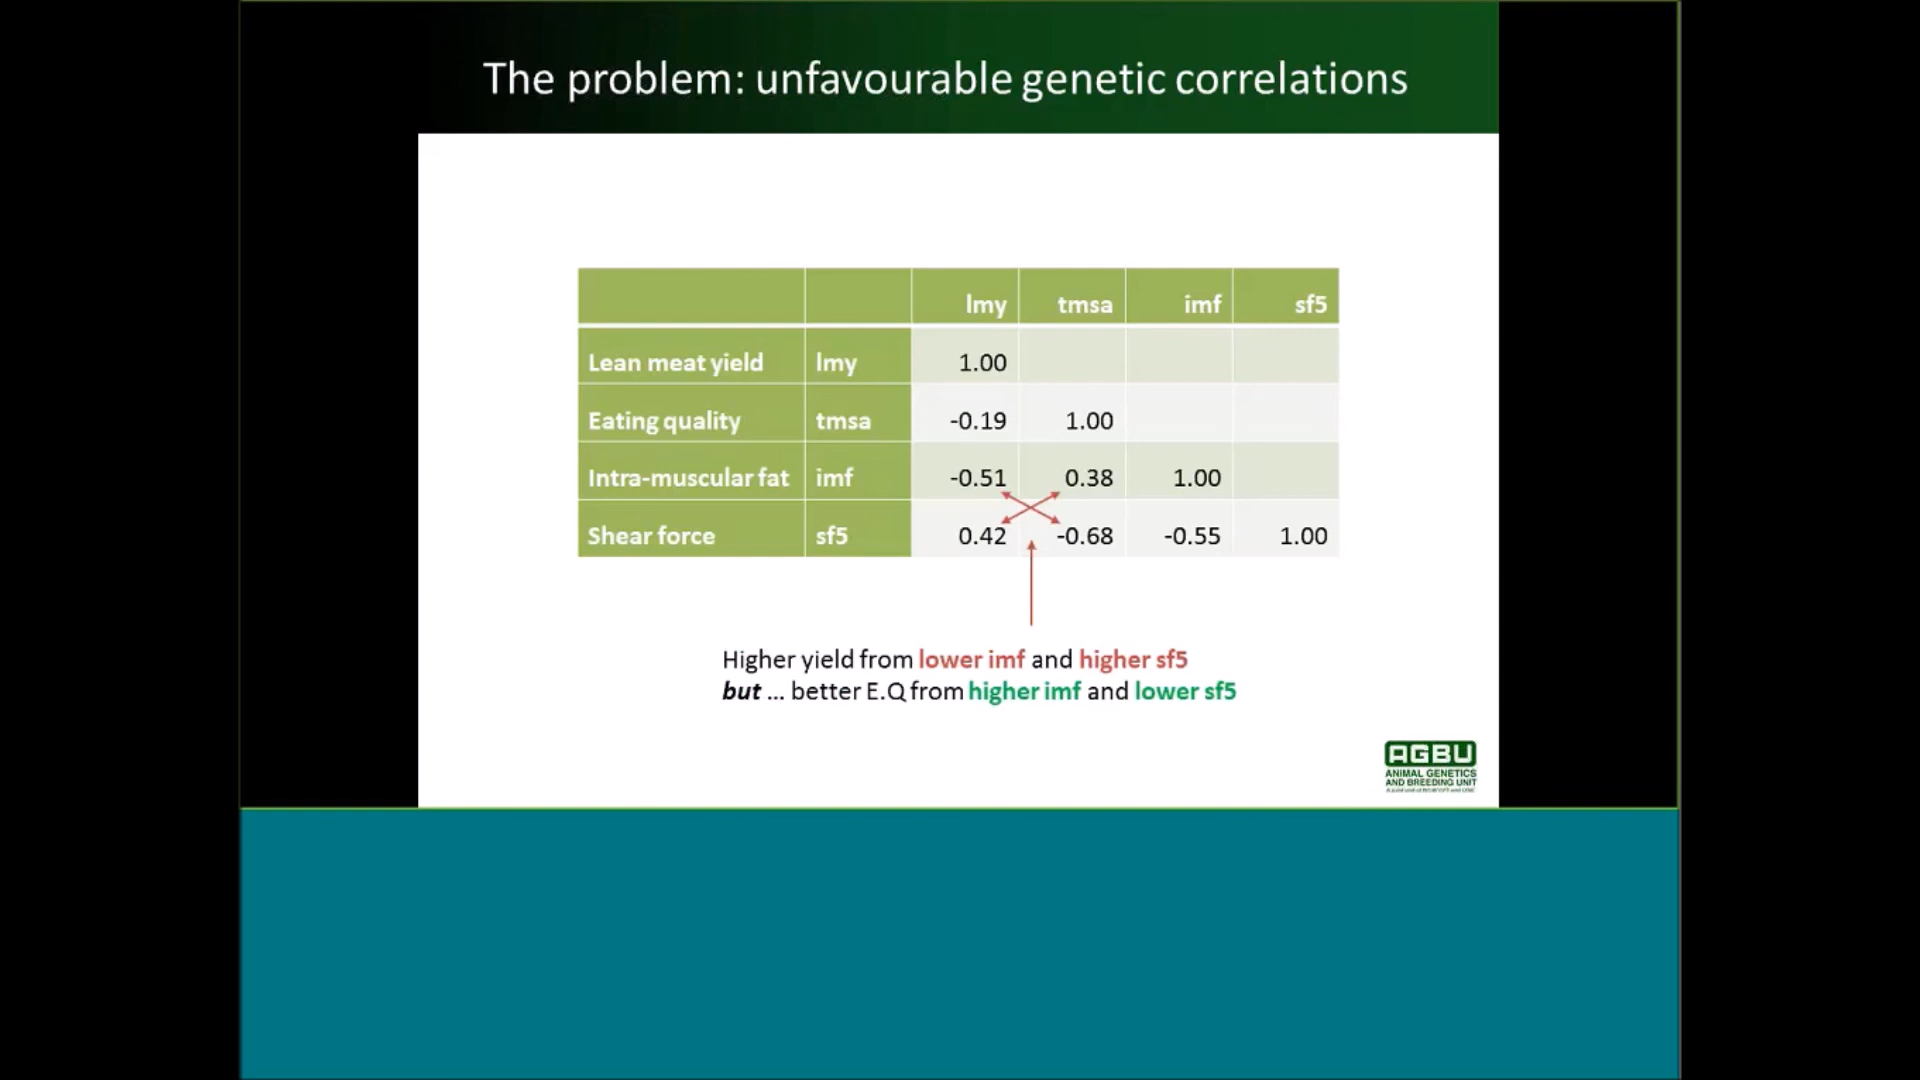 The problem: unfavourable genetic correlations
lmy tmsa imf sf5
Lean meat yield lmy 1.00
Eating quality tmsa -0.19 1.00
Intra-muscular fat imf -0.51 0.38 1.00
Shear force sf5 0.42 -0.68 -0.55 1.00
Higher yield from lower imf and higher sf5
but ... better E.Q from higher imf and lower sf5
AGBU
ANIMAL GENETICS
AND BREEDING UNIT